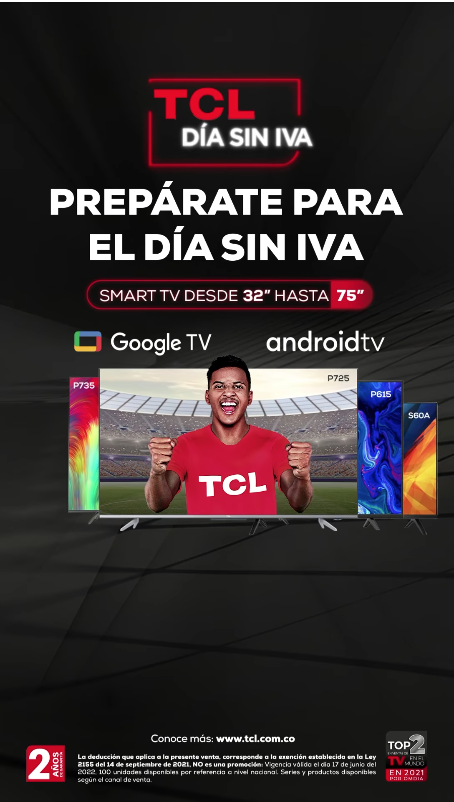 TCL
DÍA SIN IVA
PREPÁRATE PARA
EL DÍA SIN IVA
SMART TV DESDE 32” HASTA 75”
Google TV
androidtv
P735
P725
P615
S60A
TCL
Conoce más: www.tcl.com.co
2 AÑOS
La deducción que aplica a la presente venta, corresponde a la exención establecida en la Ley
2155 del 14 de septiembre de 2021, NO es una promoción: Vigencia válida el día 17 de junio del
2022. 100 unidades disponibles por referencia a nivel nacional. Series y productos disponibles
según el canal de venta.
TOP 2
TV EN EL
MUNDO
EN 2021
POR OMDIA